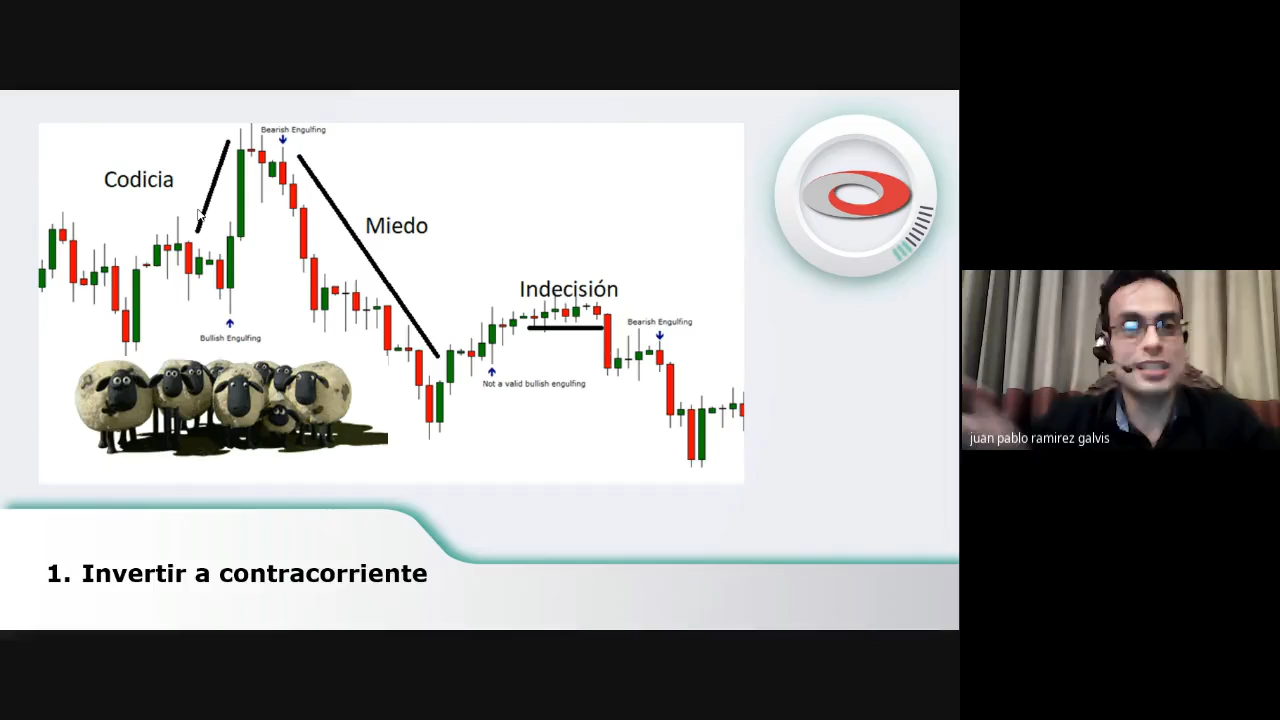 Bearish Engulfing
Codicia
Miedo
Indecisión
Bearish Engulfing
Bullish Engulfing
Not a valid bullish engulfing
juan pablo ramirez galvis
1. Invertir a contracorriente